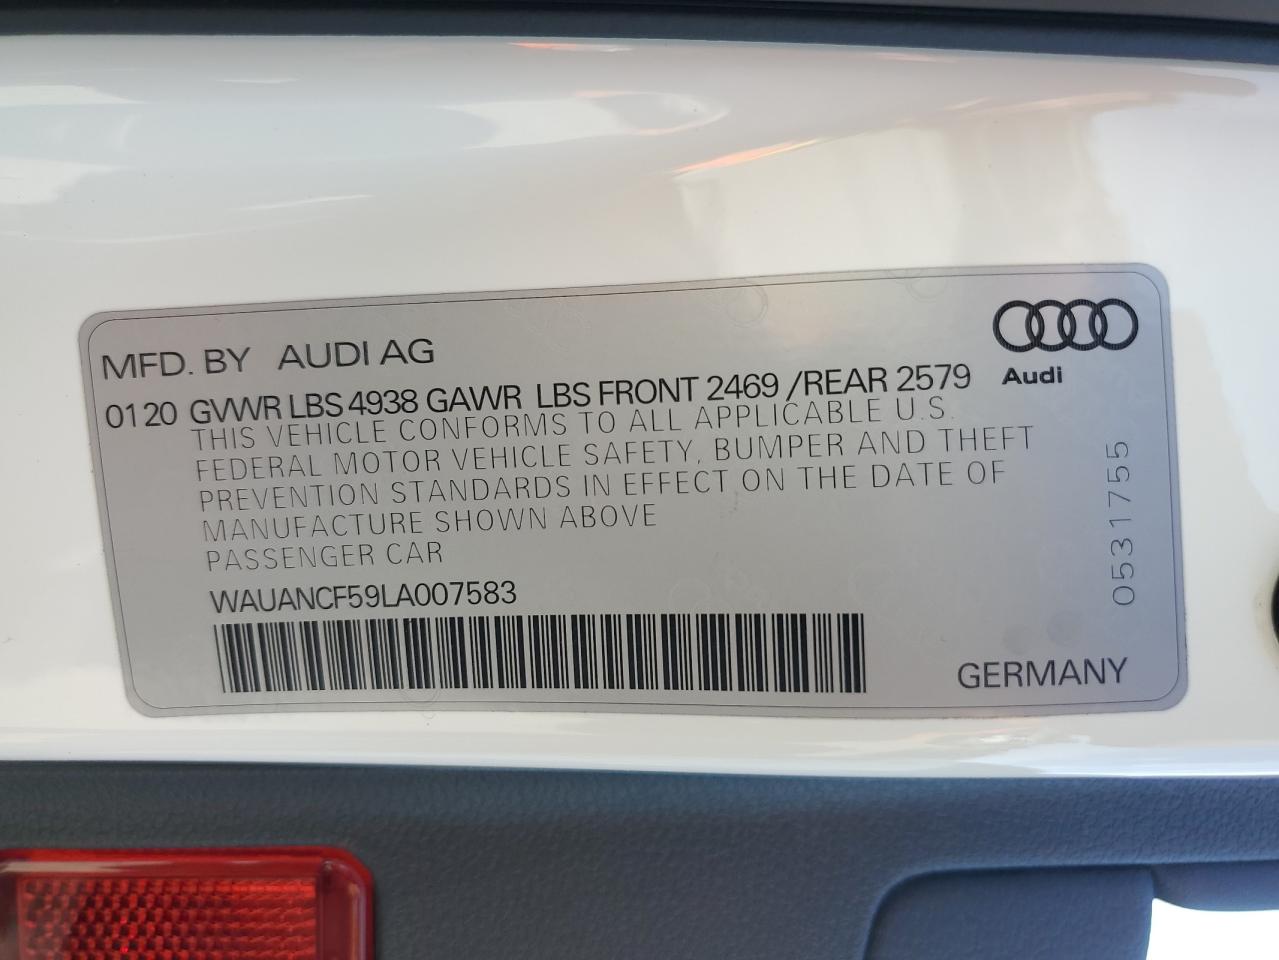 MFD. BY AUDI AG
Audi
0120 GVWR LBS 4938 GAWR LBS FRONT 2469 /REAR 2579
THIS VEHICLE CONFORMS TO ALL APPLICABLE U.S.
FEDERAL MOTOR VEHICLE SAFETY, BUMPER AND THEFT
PREVENTION STANDARDS IN EFFECT ON THE DATE OF
MANUFACTURE SHOWN ABOVE
PASSENGER CAR
WAUANCF59LA007583
0531755
GERMANY